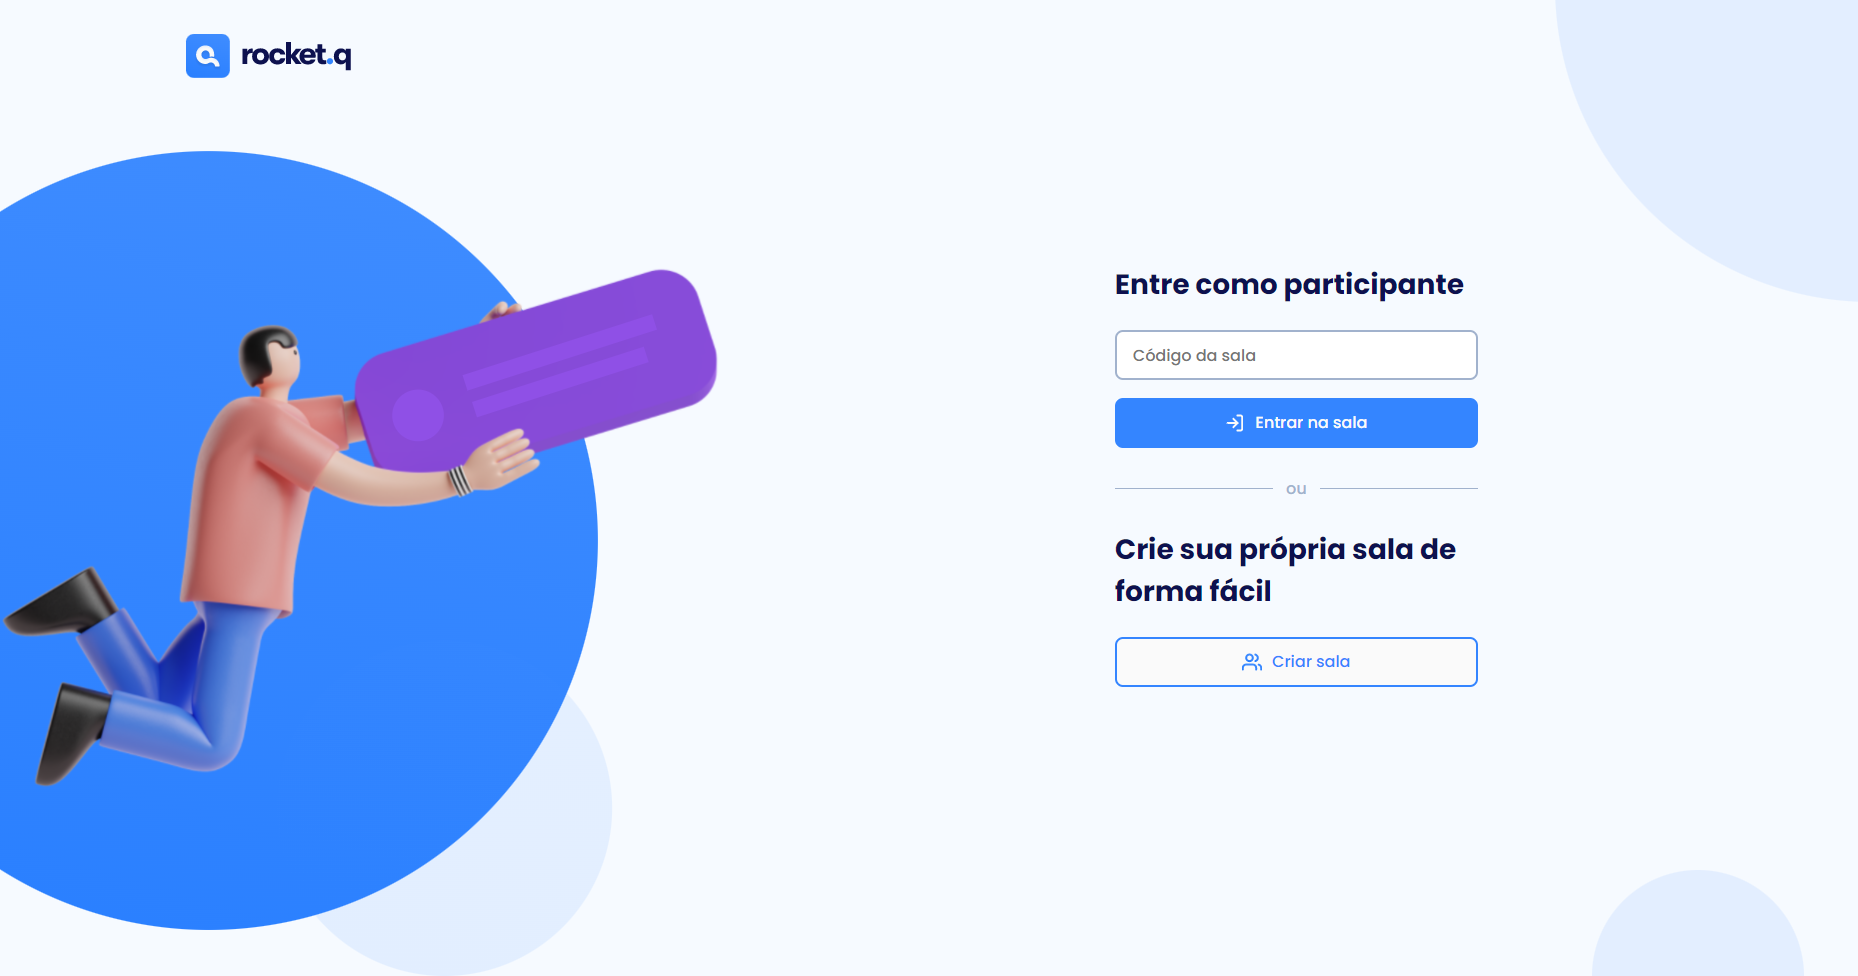 rocket.q
Entre como participante
Código da sala
Entrar na sala
ou
Crie sua própria sala de
forma fácil
Criar sala